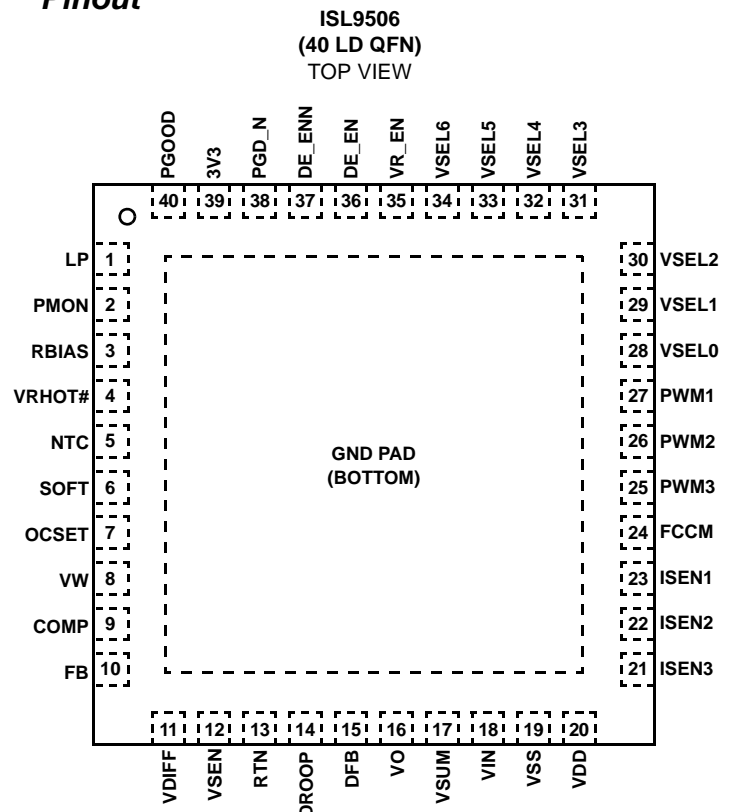 Pinout
ISL9506
(40 LD QFN)
TOP VIEW
PGOOD
3V3
PGD_N
DE_ENN
DE_EN
VR_EN
VSEL6
VSEL5
VSEL4
VSEL3
40 39 38 37 36 35 34 33 32 31
LP 1
30 VSEL2
PMON 2
29 VSEL1
RBIAS 3
28 VSEL0
VRHOT# 4
27 PWM1
NTC 5
26 PWM2
GND PAD
(BOTTOM)
SOFT 6
25 PWM3
OCSET 7
24 FCCM
VW 8
23 ISEN1
COMP 9
22 ISEN2
FB 10
21 ISEN3
11 12 13 14 15 16 17 18 19 20
VDIFF
VSEN
RTN
DROOP
DFB
VO
VSUM
VIN
VSS
VDD